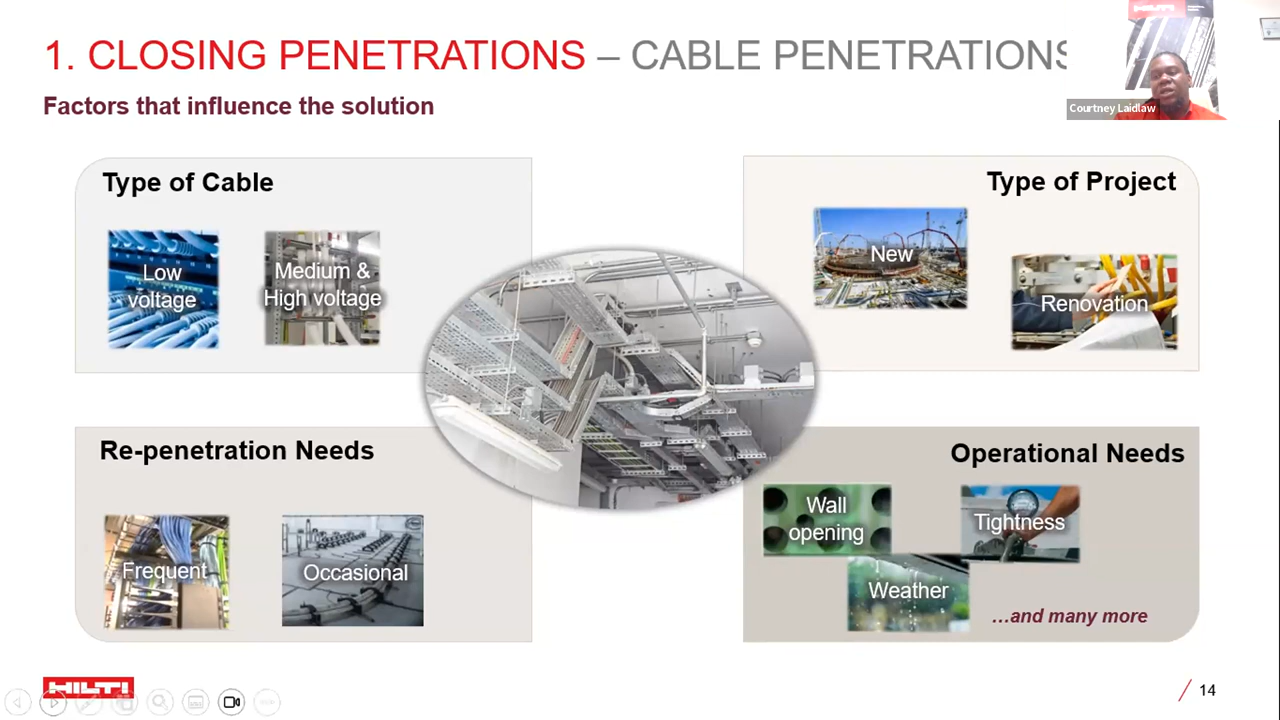 1. CLOSING PENETRATIONS – CABLE PENETRATIONS
Factors that influence the solution
HILTI
Courtney Laidlaw
Type of Cable
Low
voltage
Medium &
High voltage
Type of Project
New
Renovation
Re-penetration Needs
Frequent
Occasional
Operational Needs
Wall
opening
Tightness
Weather
…and many more
HILTI
14